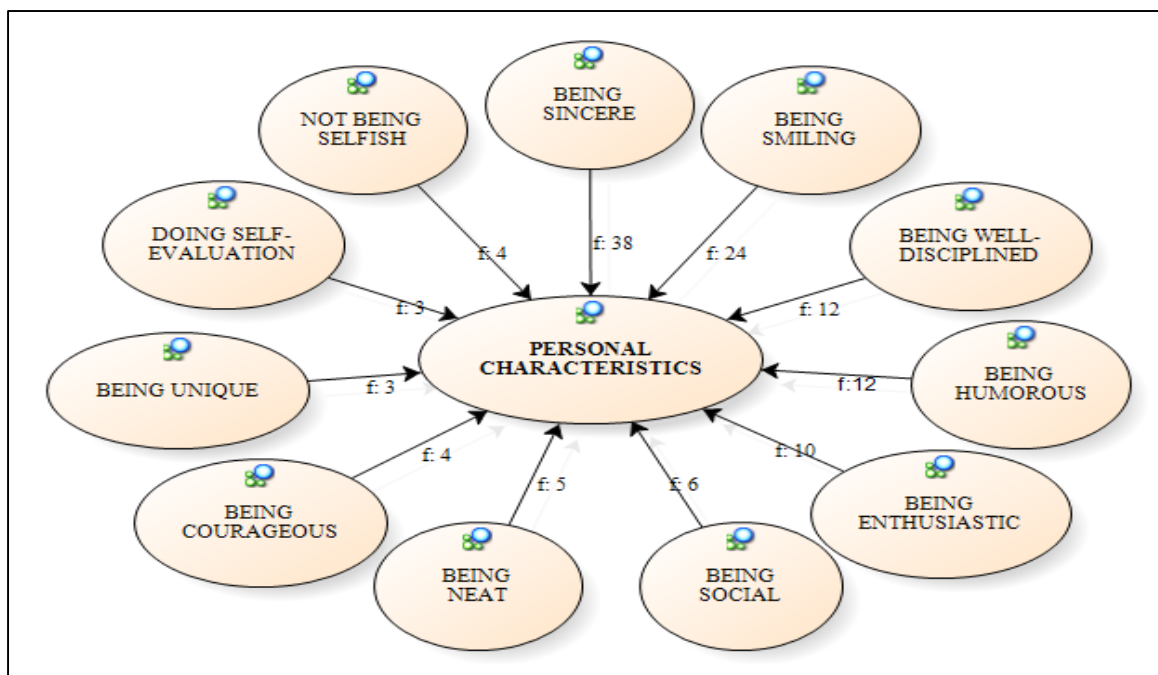 BEING
SINCERE
NOT BEING
SELFISH
BEING
SMILING
DOING SELF-
EVALUATION
BEING WELL-
DISCIPLINED
f: 4
f: 38
f: 24
f: 3
f: 12
PERSONAL
CHARACTERISTICS
BEING UNIQUE
f: 3
f:12
BEING
HUMOROUS
f: 4
f: 10
BEING
COURAGEOUS
f: 5
f: 6
BEING
ENTHUSIASTIC
BEING
NEAT
BEING
SOCIAL